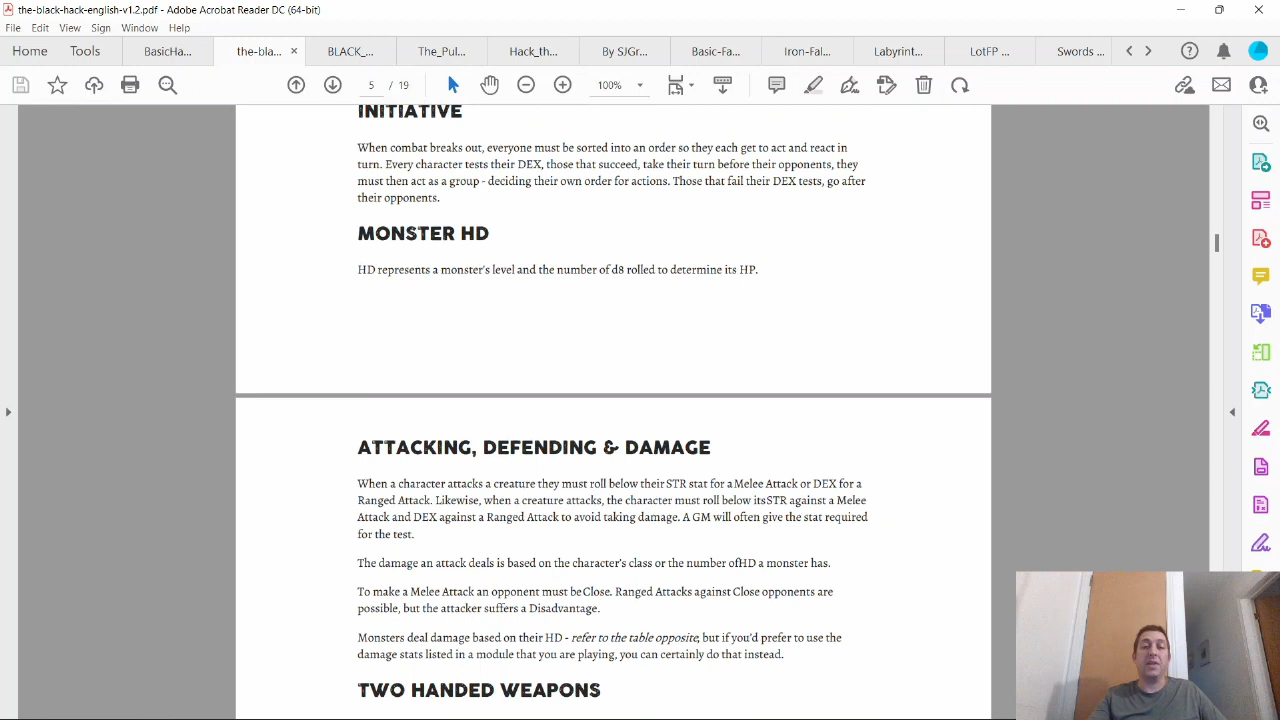 the-black-hack-english-v1.2.pdf - Adobe Acrobat Reader DC (64-bit)
File Edit View Sign Window Help
Home Tools BasicHa... the-bla... × BLACK_... The_Pul... Hack_th... By SJGr... Basic-Fa... Iron-Fal... Labyrint... LotFP ... Swords ...
5 / 19 100%
INITIATIVE
When combat breaks out, everyone must be sorted into an order so they each get to act and react in
turn. Every character tests their DEX, those that succeed, take their turn before their opponents, they
must then act as a group - deciding their own order for actions. Those that fail their DEX tests, go after
their opponents.
MONSTER HD
HD represents a monster's level and the number of d8 rolled to determine its HP.
ATTACKING, DEFENDING & DAMAGE
When a character attacks a creature they must roll below their STR stat for a Melee Attack or DEX for a
Ranged Attack. Likewise, when a creature attacks, the character must roll below its STR against a Melee
Attack and DEX against a Ranged Attack to avoid taking damage. A GM will often give the stat required
for the test.
The damage an attack deals is based on the character's class or the number of HD a monster has.
To make a Melee Attack an opponent must be Close. Ranged Attacks against Close opponents are
possible, but the attacker suffers a Disadvantage.
Monsters deal damage based on their HD - refer to the table opposite, but if you'd prefer to use the
damage stats listed in a module that you are playing, you can certainly do that instead.
TWO HANDED WEAPONS